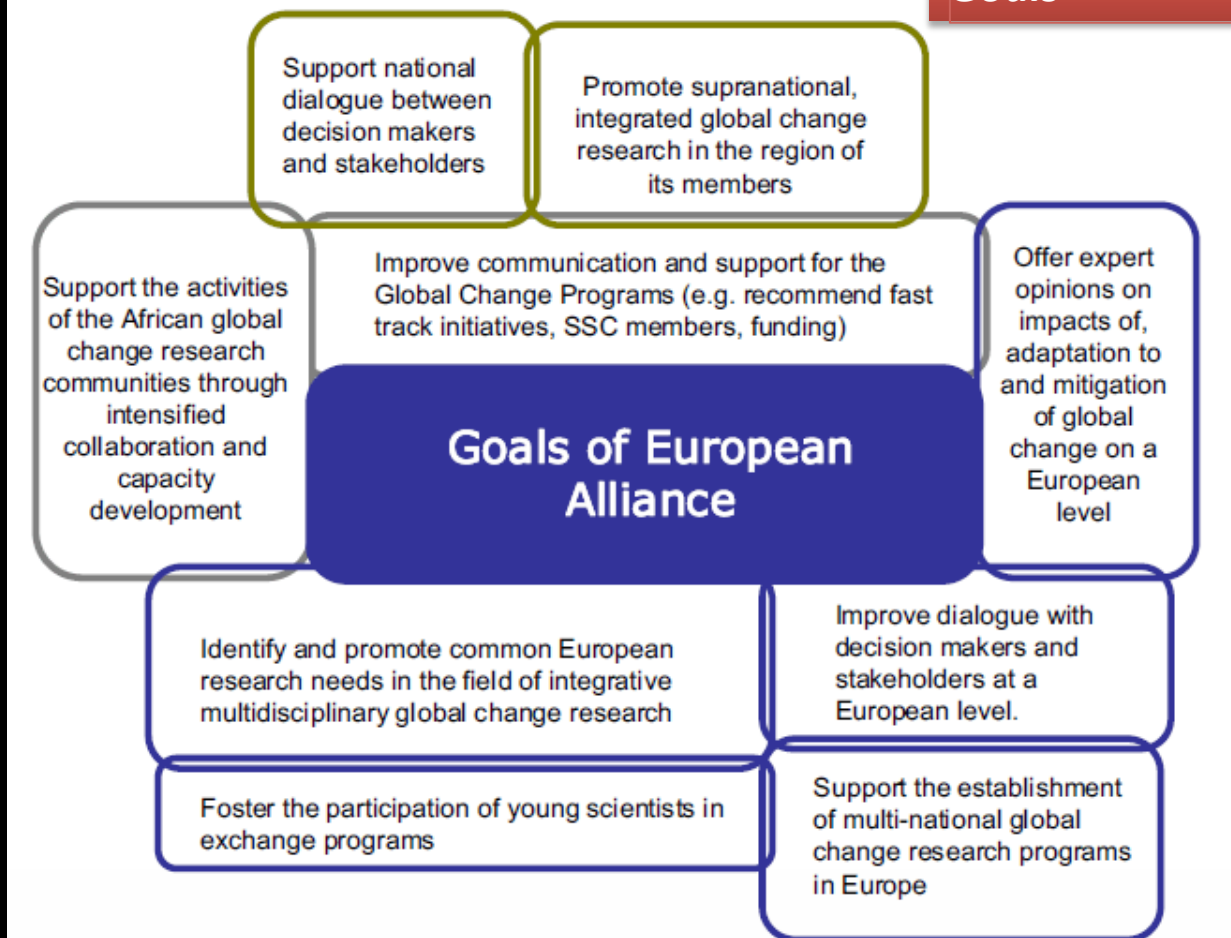 Support national
dialogue between
decision makers
and stakeholders
Promote supranational,
integrated global change
research in the region of
its members
Support the activities
of the African global
change research
communities through
intensified
collaboration and
capacity
development
Improve communication and support for the
Global Change Programs (e.g. recommend fast
track initiatives, SSC members, funding)
Offer expert
opinions on
impacts of,
adaptation to
and mitigation
of global
change on a
European
level
Goals of European
Alliance
Identify and promote common European
research needs in the field of integrative
multidisciplinary global change research
Improve dialogue with
decision makers and
stakeholders at a
European level.
Foster the participation of young scientists in
exchange programs
Support the establishment
of multi-national global
change research programs
in Europe